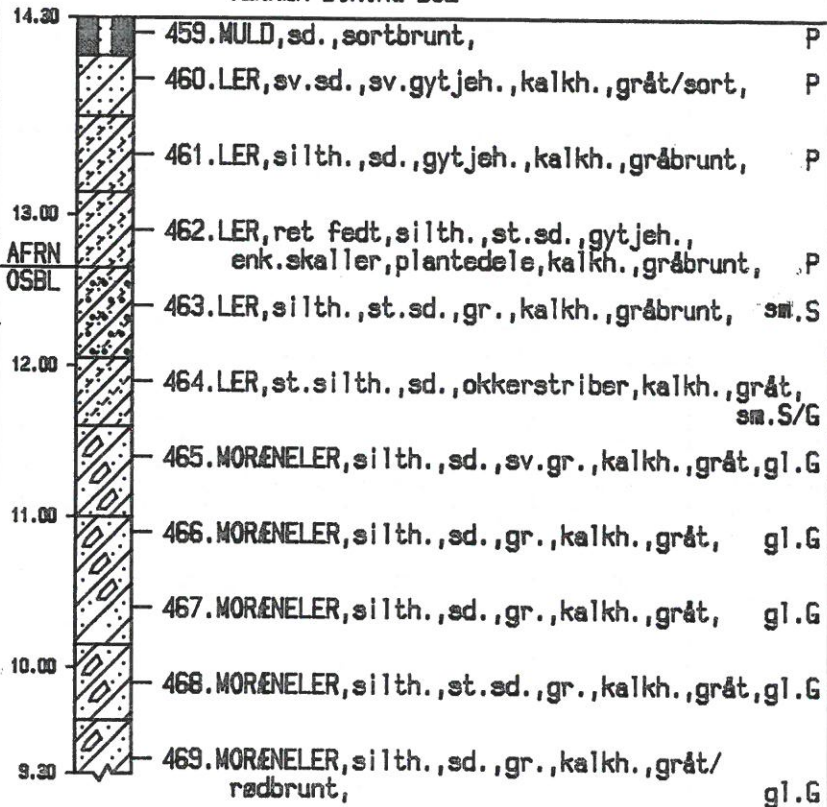 14.30
459.MULD,sd.,sortbrunt, P
460.LER,sv.sd.,sv.gytjeh.,kalkh.,gråt/sort, P
461.LER,silth.,sd.,gytjeh.,kalkh.,gråbrunt, P
13.00
462.LER,ret fedt,silth.,st.sd.,gytjeh.,
AFRN
enk.skaller,plantedele,kalkh.,gråbrunt, P
OSBL
463.LER,silth.,st.sd.,gr.,kalkh.,gråbrunt, sm.S
12.00
464.LER,st.silth.,sd.,okkerstriber,kalkh.,gråt,
sm.S/G
465.MORÆNELER,silth.,sd.,sv.gr.,kalkh.,gråt,gl.G
11.00
466.MORÆNELER,silth.,sd.,gr.,kalkh.,gråt, gl.G
467.MORÆNELER,silth.,sd.,gr.,kalkh.,gråt, gl.G
10.00
468.MORÆNELER,silth.,st.sd.,gr.,kalkh.,gråt,gl.G
469.MORÆNELER,silth.,sd.,gr.,kalkh.,gråt/
9.30
rødbrunt, gl.G